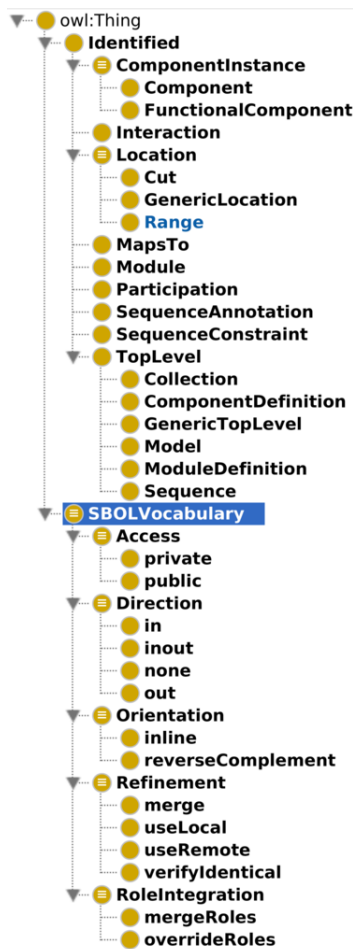 owl:Thing
Identified
ComponentInstance
Component
FunctionalComponent
Interaction
Location
Cut
GenericLocation
Range
MapsTo
Module
Participation
SequenceAnnotation
SequenceConstraint
TopLevel
Collection
ComponentDefinition
GenericTopLevel
Model
ModuleDefinition
Sequence
SBOLVocabulary
Access
private
public
Direction
in
inout
none
out
Orientation
inline
reverseComplement
Refinement
merge
useLocal
useRemote
verifyIdentical
RoleIntegration
mergeRoles
overrideRoles